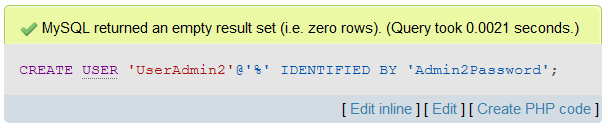 MySQL returned an empty result set (i.e. zero rows). (Query took 0.0021 seconds.)
CREATE USER 'UserAdmin2'@'%' IDENTIFIED BY 'Admin2Password';
[ Edit inline ] [ Edit ] [ Create PHP code ]